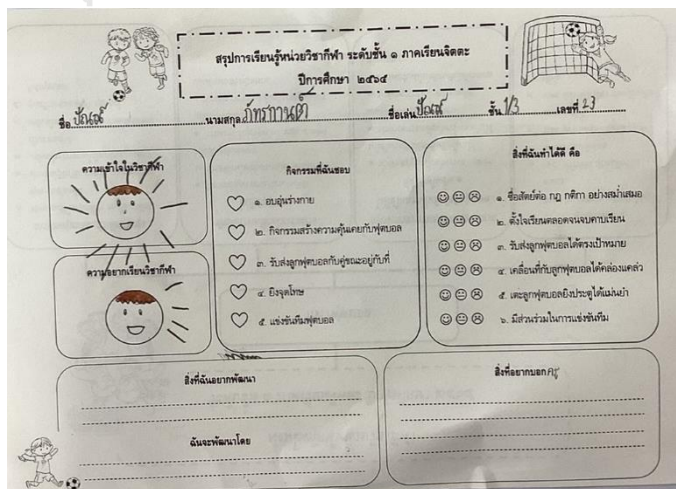 สรุปการเรียนรู้หน่วยวิชากีฬา ระดับชั้น ๑ ภาคเรียนจิตตะ
ปีการศึกษา ๒๕๖๔
ชื่อ ปัณณ์ นามสกุล ชื่อเล่น ปัณณ์ ชั้น 1/3 เลขที่ 23
ความเข้าใจในวิชากีฬา
ความอยากเรียนวิชากีฬา
กิจกรรมที่ฉันชอบ
๑. อบอุ่นร่างกาย
๒. กิจกรรมสร้างความคุ้นเคยกับฟุตบอล
๓. รับส่งลูกฟุตบอลกับคู่ขณะอยู่กับที่
๔. ยิงจุดโทษ
๕. แข่งขันทีมฟุตบอล
สิ่งที่ฉันทำได้ดี คือ
๑. ซื่อสัตย์ต่อ กฎ กติกา อย่างสม่ำเสมอ
๒. ตั้งใจเรียนตลอดจนจบคาบเรียน
๓. รับส่งลูกฟุตบอลได้ตรงเป้าหมาย
๔. เคลื่อนที่กับลูกฟุตบอลได้คล่องแคล่ว
๕. เตะลูกฟุตบอลยิงประตูได้แม่นยำ
๖. มีส่วนร่วมในการแข่งขันทีม
สิ่งที่ฉันอยากพัฒนา
ฉันจะพัฒนาโดย
สิ่งที่อยากบอกครู